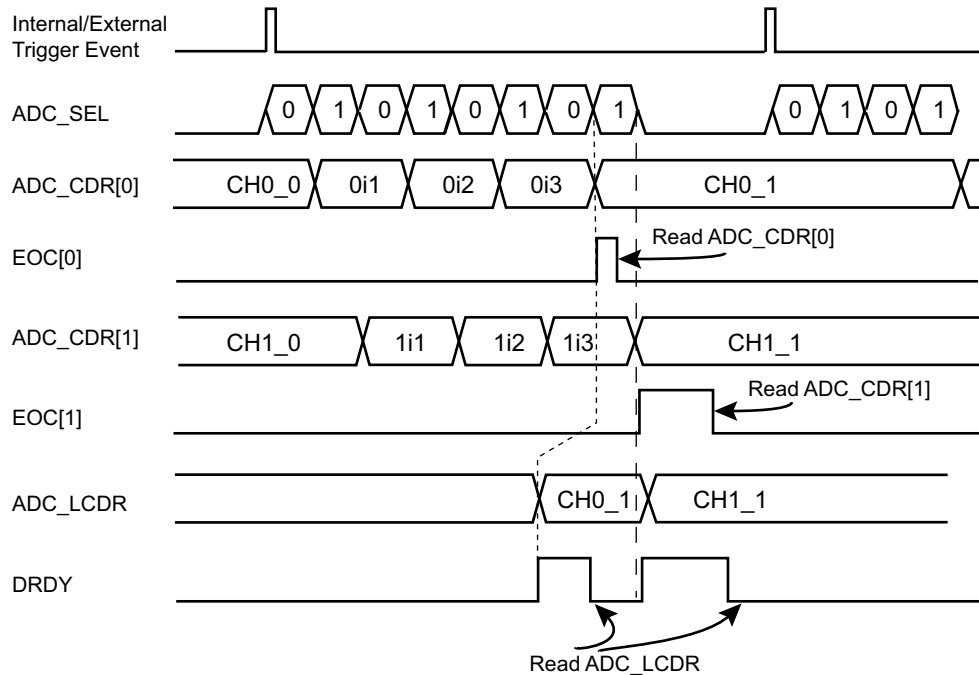 Internal/External
Trigger Event
ADC_SEL
0 1 0 1 0 1 0 1 0 1 0 1
ADC_CDR[0]
CH0_0 0i1 0i2 0i3 CH0_1
EOC[0]
Read ADC_CDR[0]
ADC_CDR[1]
CH1_0 1i1 1i2 1i3 CH1_1
EOC[1]
Read ADC_CDR[1]
ADC_LCDR
CH0_1 CH1_1
DRDY
Read ADC_LCDR